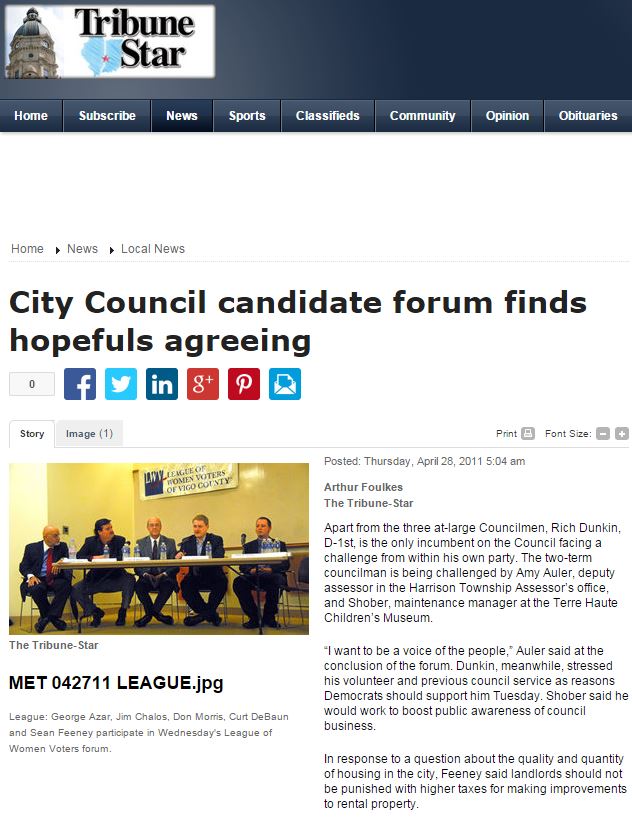 Tribune
Star
Home
Subscribe
News
Sports
Classifieds
Community
Opinion
Obituaries
Home
News
Local News
City Council candidate forum finds
hopefuls agreeing
0
f
in
g+
Story
Image (1)
Print
Font Size:
LWV
LEAGUE OF
WOMEN VOTERS
OF VIGO COUNTY
The Tribune-Star
MET 042711 LEAGUE.jpg
League: George Azar, Jim Chalos, Don Morris, Curt DeBaun
and Sean Feeney participate in Wednesday's League of
Women Voters forum.
Posted: Thursday, April 28, 2011 5:04 am
Arthur Foulkes
The Tribune-Star
Apart from the three at-large Councilmen, Rich Dunkin,
D-1st, is the only incumbent on the Council facing a
challenge from within his own party. The two-term
councilman is being challenged by Amy Auler, deputy
assessor in the Harrison Township Assessor's office,
and Shober, maintenance manager at the Terre Haute
Children's Museum.
“I want to be a voice of the people,” Auler said at the
conclusion of the forum. Dunkin, meanwhile, stressed
his volunteer and previous council service as reasons
Democrats should support him Tuesday. Shober said he
would work to boost public awareness of council
business.
In response to a question about the quality and quantity
of housing in the city, Feeney said landlords should not
be punished with higher taxes for making improvements
to rental property.